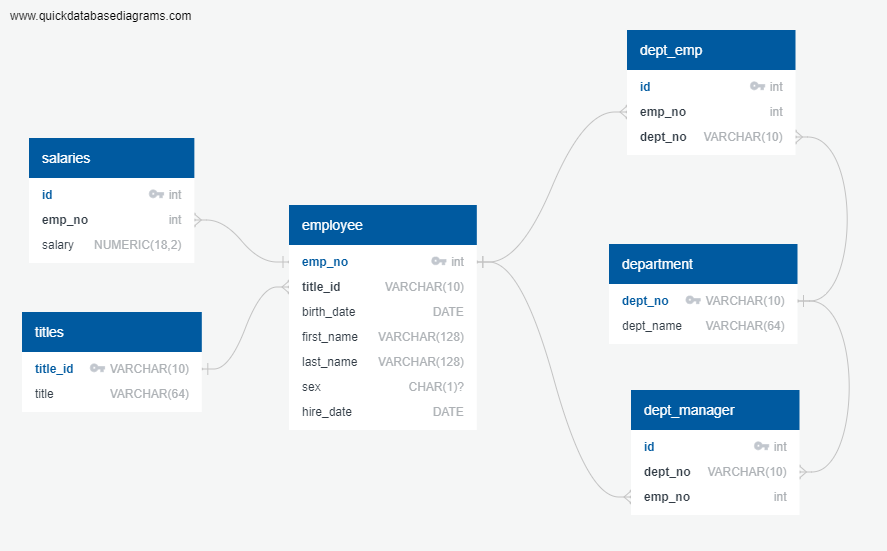 www.quickdatabasediagrams.com
salaries
id int
emp_no int
salary NUMERIC(18,2)
titles
title_id VARCHAR(10)
title VARCHAR(64)
employee
emp_no int
title_id VARCHAR(10)
birth_date DATE
first_name VARCHAR(128)
last_name VARCHAR(128)
sex CHAR(1)?
hire_date DATE
dept_emp
id int
emp_no int
dept_no VARCHAR(10)
department
dept_no VARCHAR(10)
dept_name VARCHAR(64)
dept_manager
id int
dept_no VARCHAR(10)
emp_no int